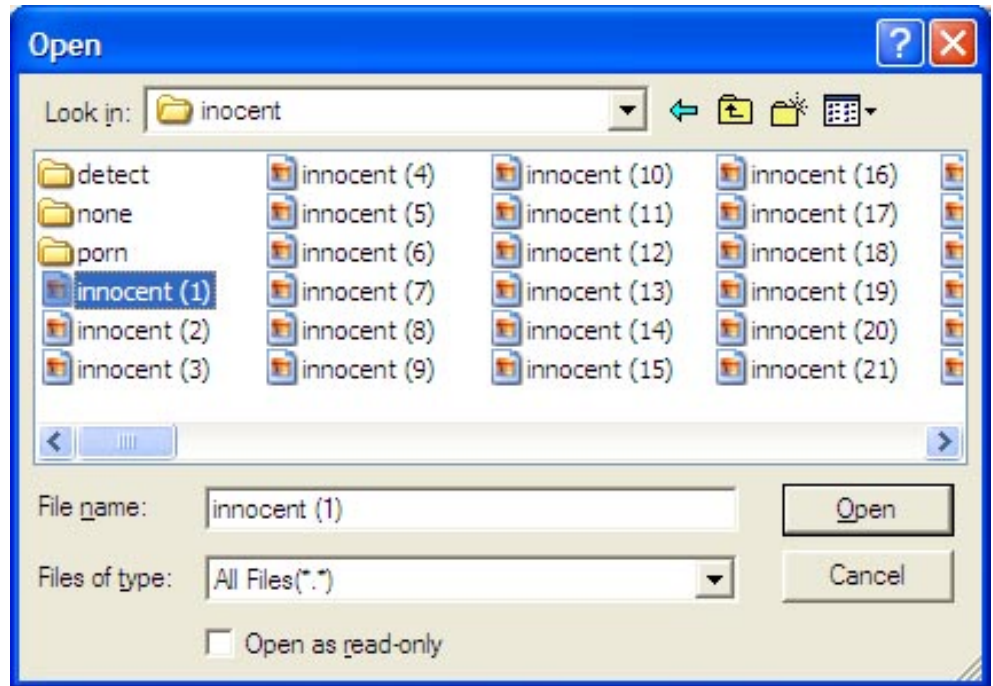 Open
Look in: inocent
detect
none
porn
innocent (1)
innocent (2)
innocent (3)
innocent (4)
innocent (5)
innocent (6)
innocent (7)
innocent (8)
innocent (9)
innocent (10)
innocent (11)
innocent (12)
innocent (13)
innocent (14)
innocent (15)
innocent (16)
innocent (17)
innocent (18)
innocent (19)
innocent (20)
innocent (21)
File name: innocent (1) Open
Files of type: All Files(*.*) Cancel
Open as read-only